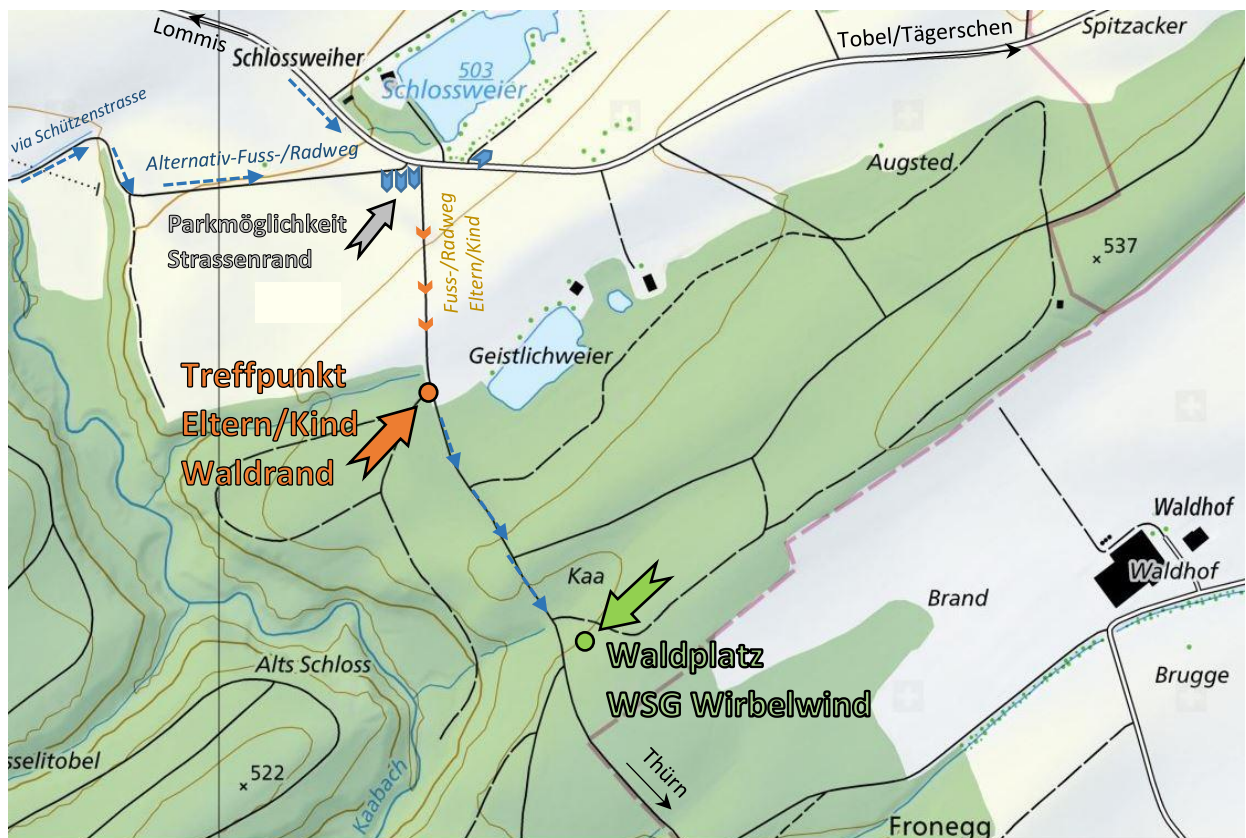 Lommis
Tobel/Tägerschen
Spitzacker
Schlossweiher
503
Schlossweier
via Schützenstrasse
Alternativ-Fuss-/Radweg
Augsted
Parkmöglichkeit
Strassenrand
Fuss-/Radweg
Eltern/Kind
537
Geistlichweier
Treffpunkt
Eltern/Kind
Waldrand
Waldhof
Waldhof
Kaa
Brand
Waldplatz
WSG Wirbelwind
Alts Schloss
Brugge
sselitobel
522
Kaabach
Thürn
Fronegg